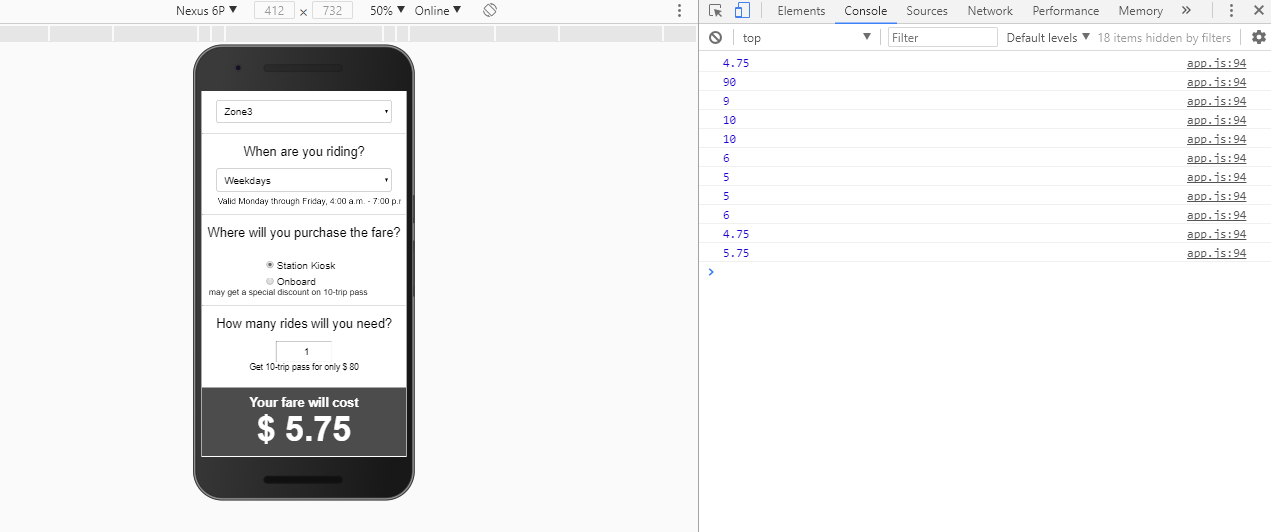 Nexus 6P ▼ 412 × 732 50% ▼ Online ▼
Elements Console Sources Network Performance Memory »
top ▼ Filter Default levels ▼ 18 items hidden by filters
Zone3
When are you riding?
Weekdays
Valid Monday through Friday, 4:00 a.m. - 7:00 p.r
Where will you purchase the fare?
Station Kiosk
Onboard
may get a special discount on 10-trip pass
How many rides will you need?
1
Get 10-trip pass for only $ 80
Your fare will cost
$ 5.75
4.75 app.js:94
90 app.js:94
9 app.js:94
10 app.js:94
10 app.js:94
6 app.js:94
5 app.js:94
5 app.js:94
6 app.js:94
4.75 app.js:94
5.75 app.js:94